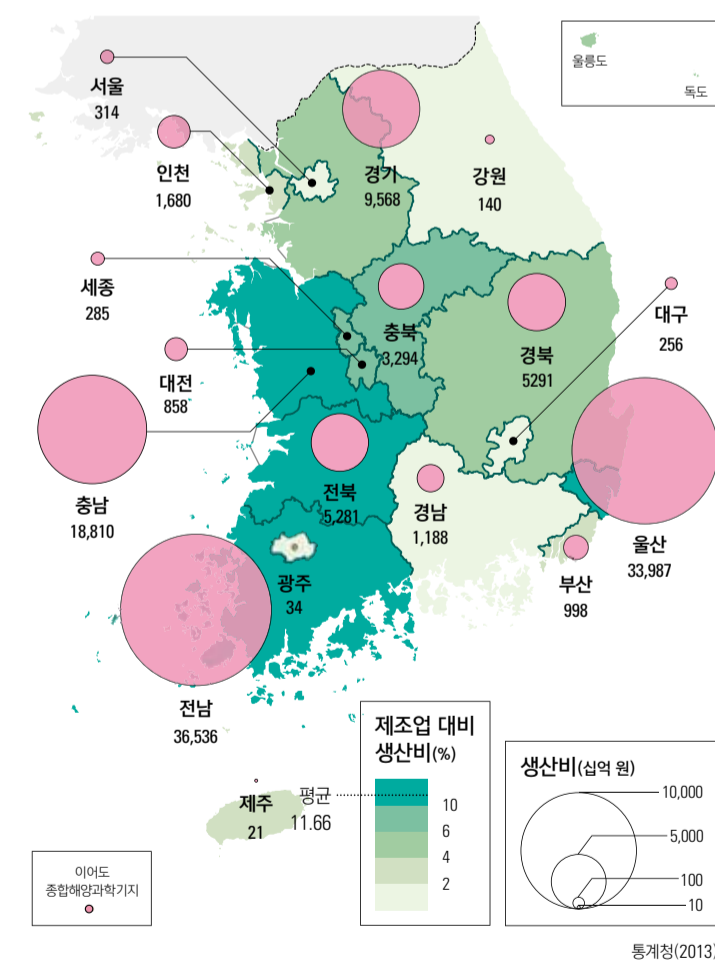 울릉도
독도
서울
314
인천
1,680
경기
9,568
강원
140
세종
285
충북
3,294
경북
5291
대구
256
대전
858
충남
18,810
전북
5,281
경남
1,188
울산
33,987
부산
998
광주
34
전남
36,536
제주
21
평균
11.66
제조업 대비
생산비(%)
10
6
4
2
생산비(십억 원)
10,000
5,000
100
10
이어도
종합해양과학기지
통계청(2013)